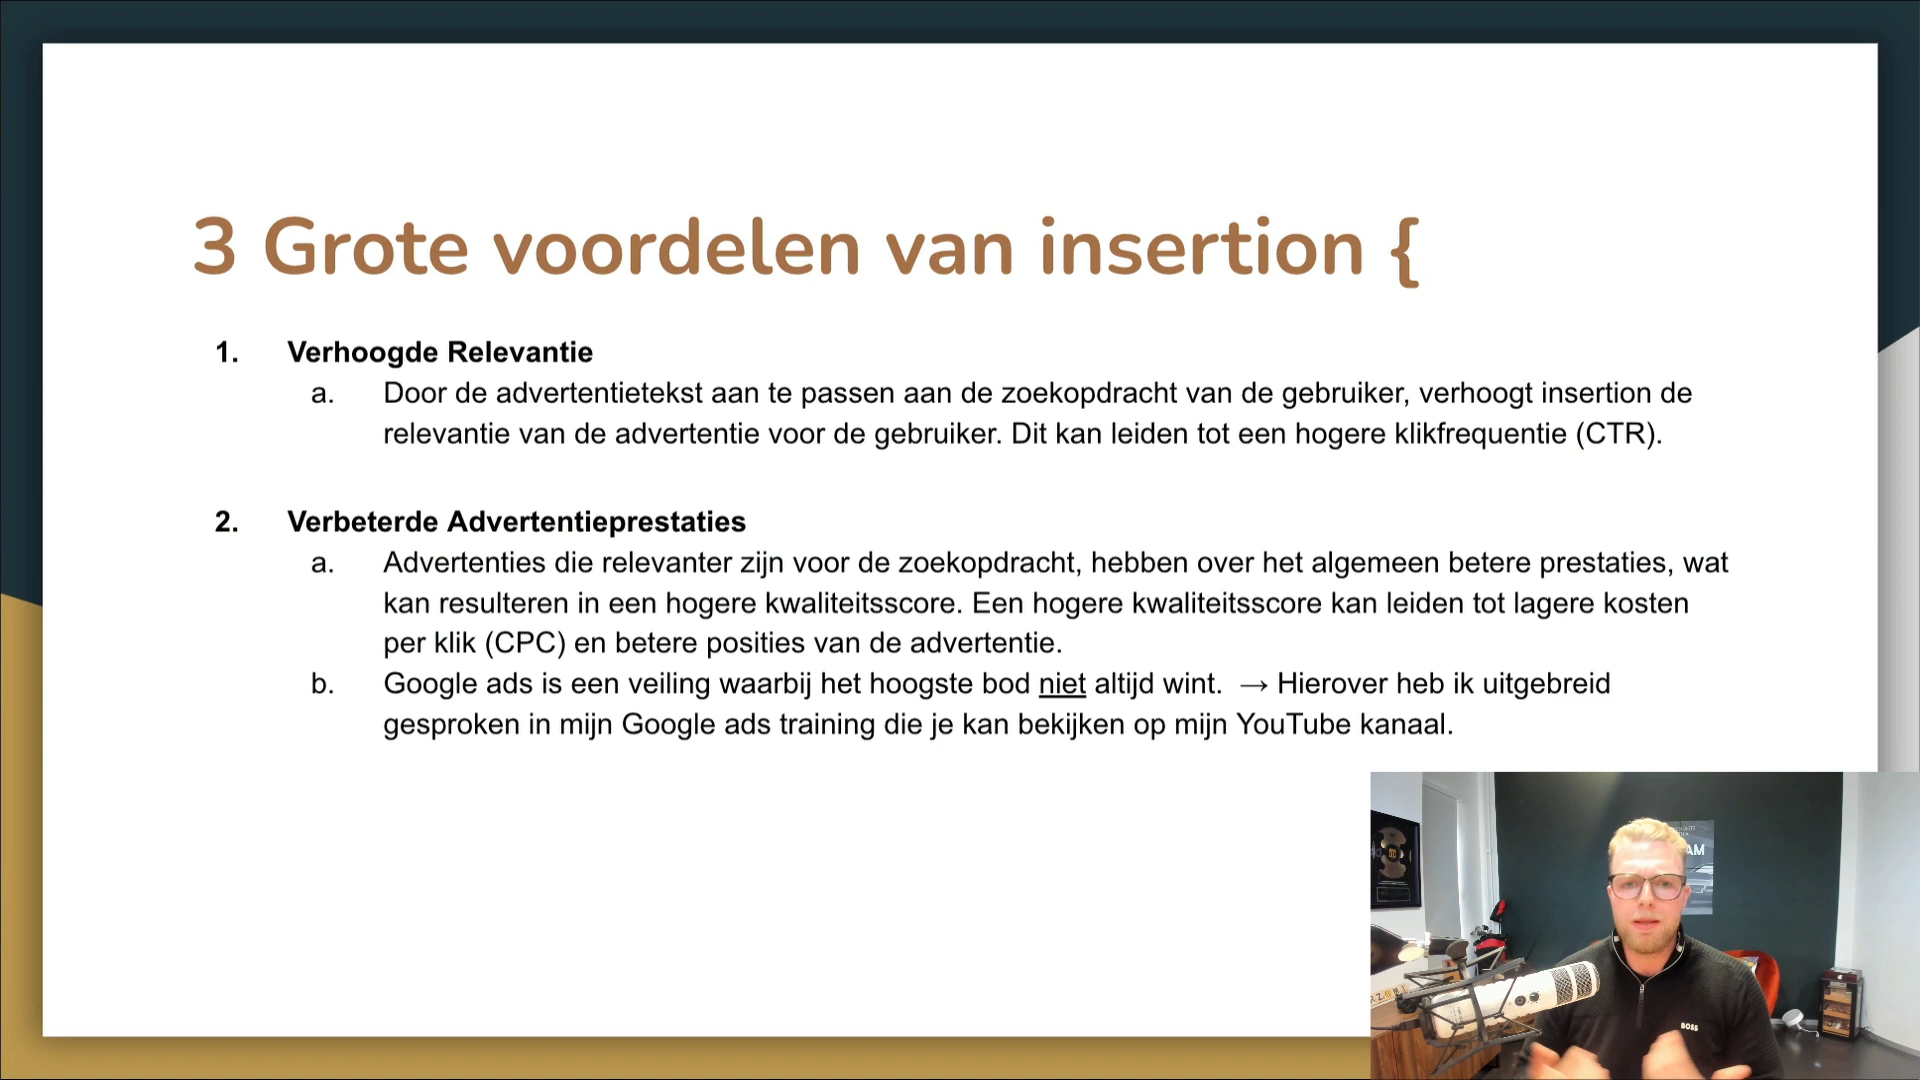 3 Grote voordelen van insertion {
1. Verhoogde Relevantie
a. Door de advertentietekst aan te passen aan de zoekopdracht van de gebruiker, verhoogt insertion de
relevantie van de advertentie voor de gebruiker. Dit kan leiden tot een hogere klikfrequentie (CTR).
2. Verbeterde Advertentieprestaties
a. Advertenties die relevanter zijn voor de zoekopdracht, hebben over het algemeen betere prestaties, wat
kan resulteren in een hogere kwaliteitsscore. Een hogere kwaliteitsscore kan leiden tot lagere kosten
per klik (CPC) en betere posities van de advertentie.
b. Google ads is een veiling waarbij het hoogste bod niet altijd wint. → Hierover heb ik uitgebreid
gesproken in mijn Google ads training die je kan bekijken op mijn YouTube kanaal.
AM
BOSS